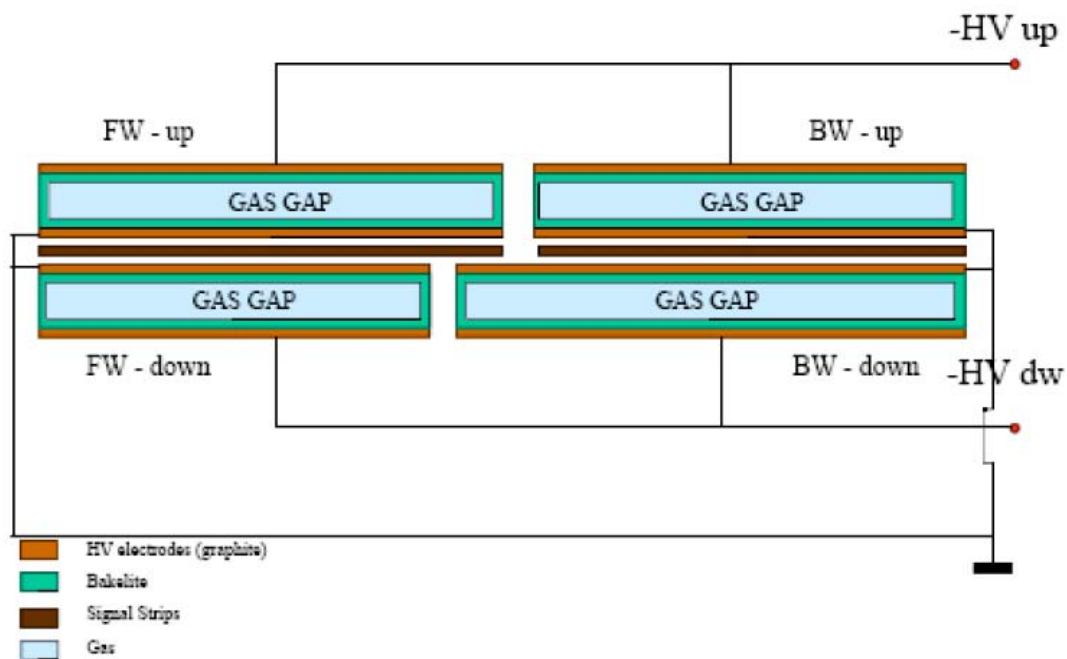 -HV up
FW - up
BW - up
GAS GAP
GAS GAP
GAS GAP
GAS GAP
FW - down
BW - down
-HV dw
HV electrodes (graphite)
Bakelite
Signal Strips
Gas